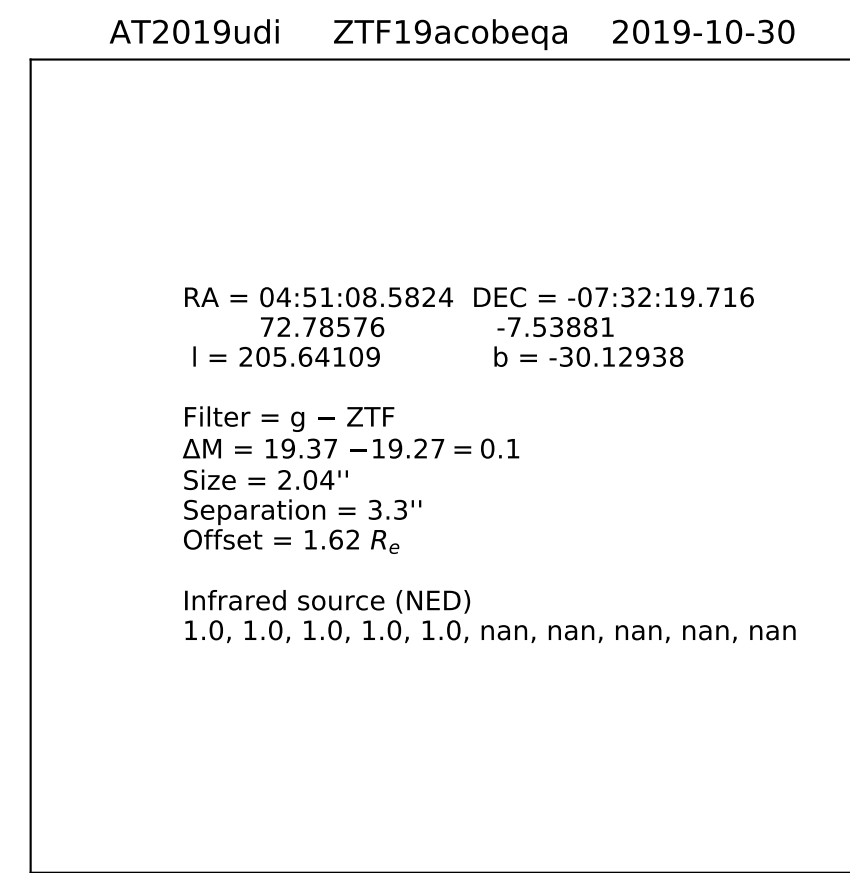 AT2019udi ZTF19acobeqa 2019-10-30
RA = 04:51:08.5824 DEC = -07:32:19.716
72.78576 -7.53881
l = 205.64109 b = -30.12938
Filter = g − ZTF
ΔM = 19.37 −19.27 = 0.1
Size = 2.04''
Separation = 3.3''
Offset = 1.62 Re
Infrared source (NED)
1.0, 1.0, 1.0, 1.0, 1.0, nan, nan, nan, nan, nan